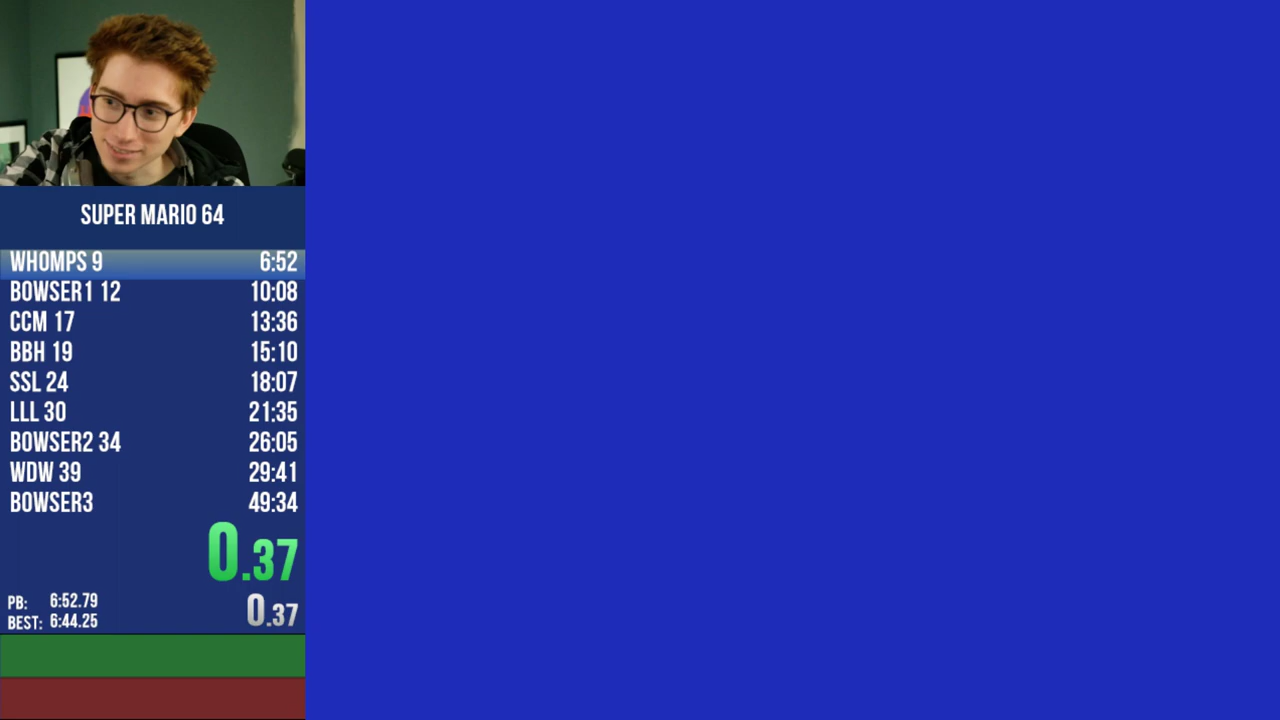 SUPER MARIO 64
WHOMPS 9 6:52
BOWSER1 12 10:08
CCM 17 13:36
BBH 19 15:10
SSL 24 18:07
LLL 30 21:35
BOWSER2 34 26:05
WDW 39 29:41
BOWSER3 49:34
0.37
PB: 6:52.79 0.37
BEST: 6:44.25